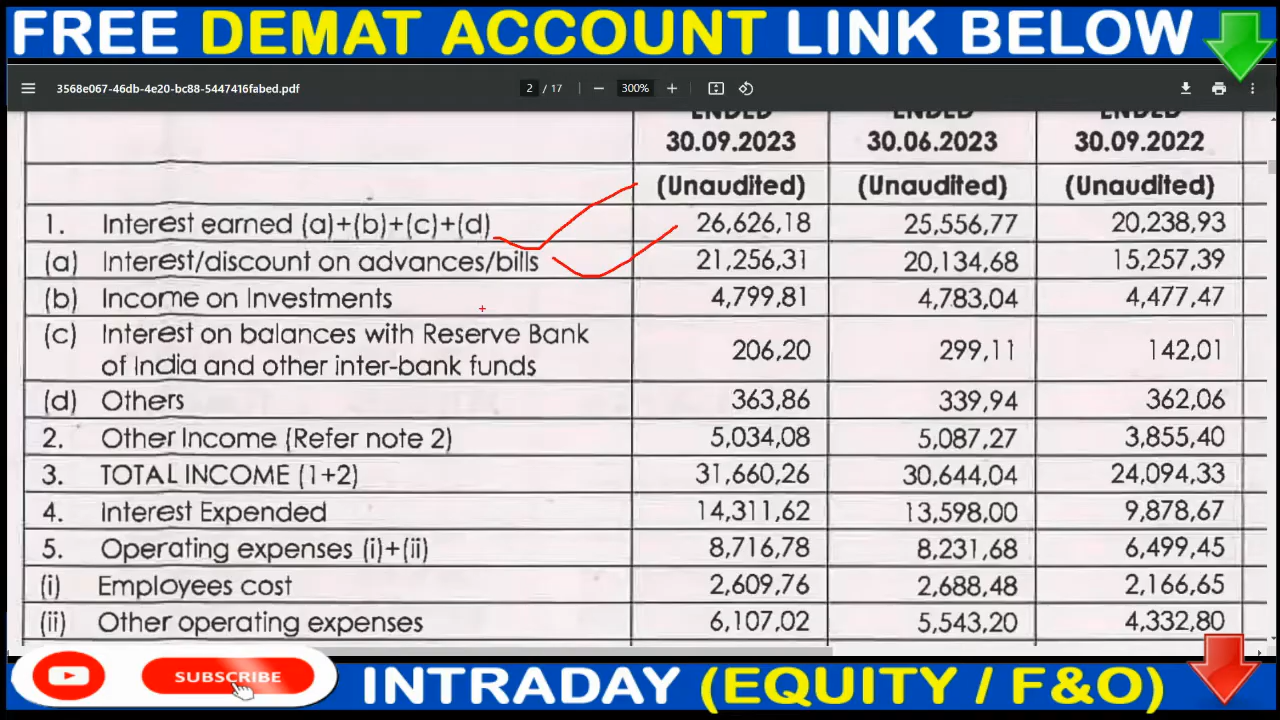 FREE DEMAT ACCOUNT LINK BELOW
3568e067-46db-4e20-bc88-5447416fabed.pdf 2 / 17 300%
ENDED ENDED ENDED
30.09.2023 30.06.2023 30.09.2022
(Unaudited) (Unaudited) (Unaudited)
1. Interest earned (a)+(b)+(c)+(d) 26,626,18 25,556,77 20,238,93
(a) Interest/discount on advances/bills 21,256,31 20,134,68 15,257,39
(b) Income on Investments 4,799,81 4,783,04 4,477,47
(c) Interest on balances with Reserve Bank
of India and other inter-bank funds 206,20 299,11 142,01
(d) Others 363,86 339,94 362,06
2. Other Income (Refer note 2) 5,034,08 5,087,27 3,855,40
3. TOTAL INCOME (1+2) 31,660,26 30,644,04 24,094,33
4. Interest Expended 14,311,62 13,598,00 9,878,67
5. Operating expenses (i)+(ii) 8,716,78 8,231,68 6,499,45
(i) Employees cost 2,609,76 2,688,48 2,166,65
(ii) Other operating expenses 6,107,02 5,543,20 4,332,80
SUBSCRIBE
INTRADAY (EQUITY / F&O)